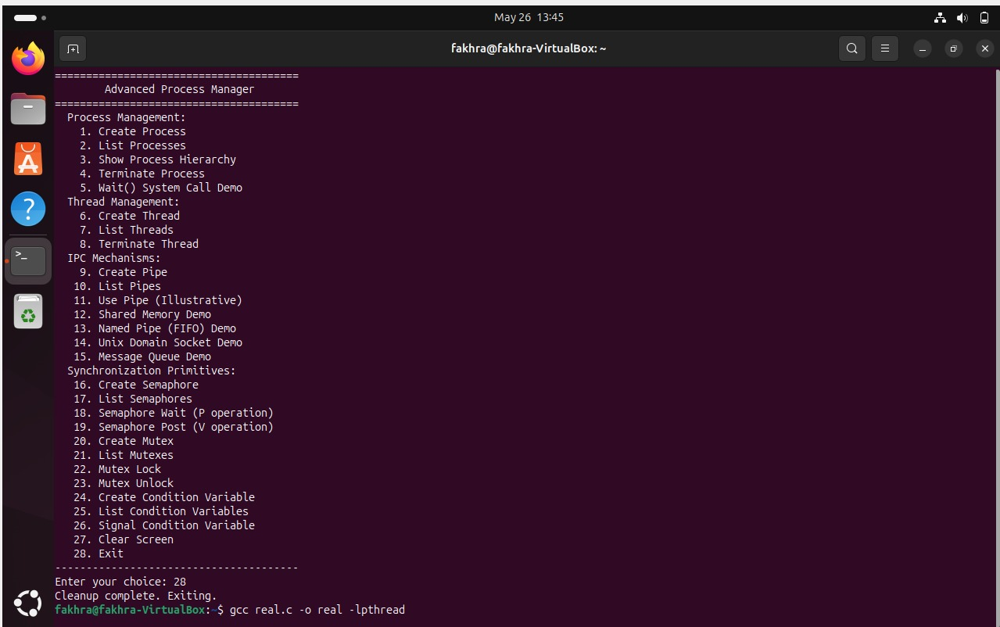 May 26 13:45
fakhra@fakhra-VirtualBox: ~
=======================================
Advanced Process Manager
=======================================
Process Management:
1. Create Process
2. List Processes
3. Show Process Hierarchy
4. Terminate Process
5. Wait() System Call Demo
Thread Management:
6. Create Thread
7. List Threads
8. Terminate Thread
IPC Mechanisms:
9. Create Pipe
10. List Pipes
11. Use Pipe (Illustrative)
12. Shared Memory Demo
13. Named Pipe (FIFO) Demo
14. Unix Domain Socket Demo
15. Message Queue Demo
Synchronization Primitives:
16. Create Semaphore
17. List Semaphores
18. Semaphore Wait (P operation)
19. Semaphore Post (V operation)
20. Create Mutex
21. List Mutexes
22. Mutex Lock
23. Mutex Unlock
24. Create Condition Variable
25. List Condition Variables
26. Signal Condition Variable
27. Clear Screen
28. Exit
---------------------------------------
Enter your choice: 28
Cleanup complete. Exiting.
fakhra@fakhra-VirtualBox:~$ gcc real.c -o real -lpthread